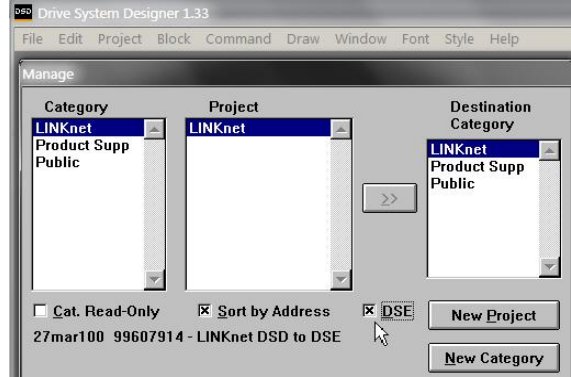 DSD Drive System Designer 1.33
File Edit Project Block Command Draw Window Font Style Help
Manage
Category Project Destination Category
LINKnet LINKnet LINKnet
Product Supp Product Supp
Public Public
>>
Cat. Read-Only Sort by Address DSE New Project
27mar100 99607914 - LINKnet DSD to DSE
New Category